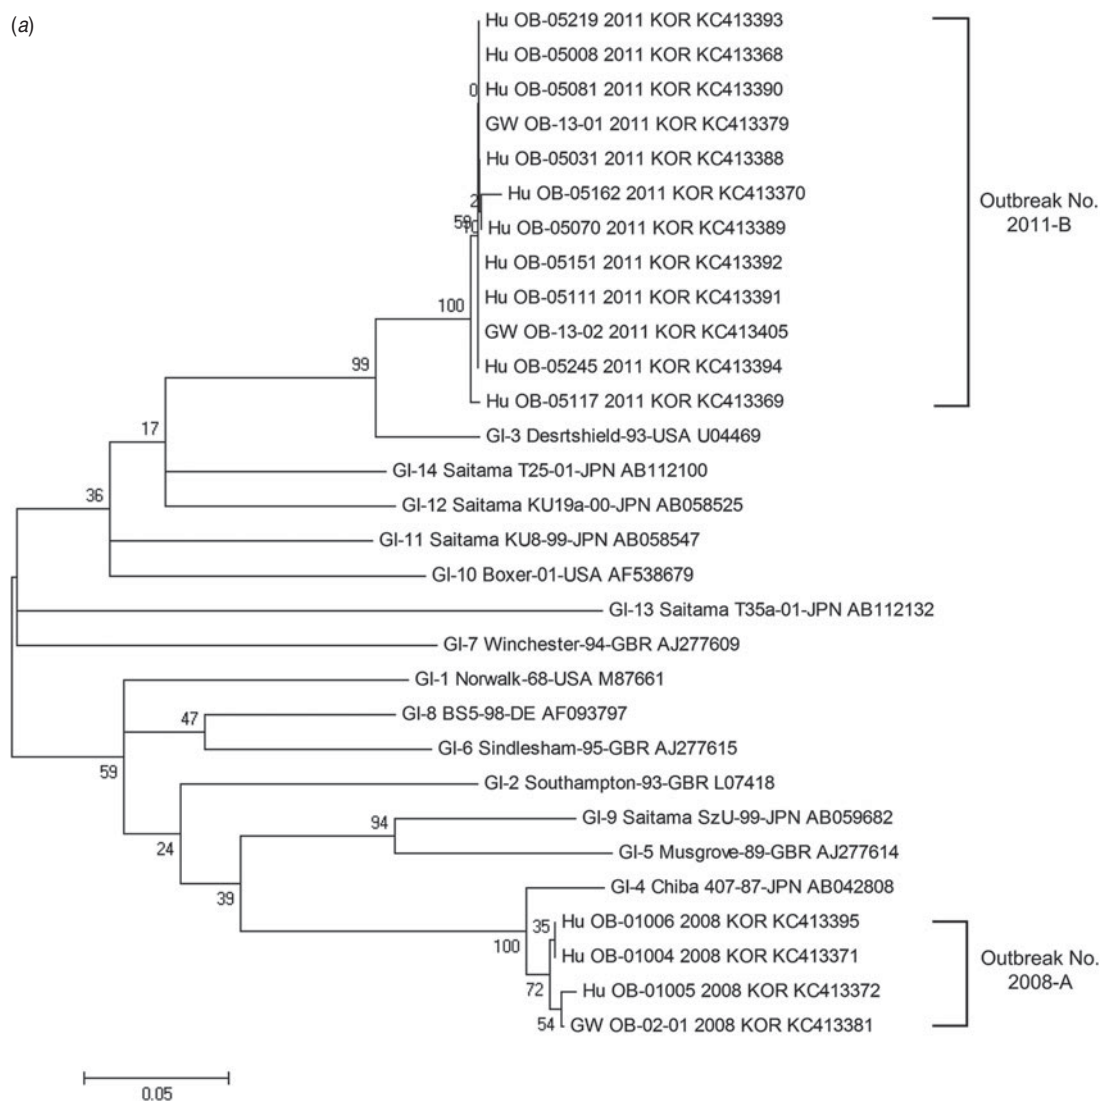 (a)
Hu OB-05219 2011 KOR KC413393
Hu OB-05008 2011 KOR KC413368
0
Hu OB-05081 2011 KOR KC413390
GW OB-13-01 2011 KOR KC413379
Hu OB-05031 2011 KOR KC413388
Hu OB-05162 2011 KOR KC413370
2
Outbreak No.
2011-B
Hu OB-05070 2011 KOR KC413389
Hu OB-05151 2011 KOR KC413392
Hu OB-05111 2011 KOR KC413391
100
GW OB-13-02 2011 KOR KC413405
99
Hu OB-05245 2011 KOR KC413394
Hu OB-05117 2011 KOR KC413369
17
GI-3 Desrtshield-93-USA U04469
GI-14 Saitama T25-01-JPN AB112100
36
GI-12 Saitama KU19a-00-JPN AB058525
GI-11 Saitama KU8-99-JPN AB058547
GI-10 Boxer-01-USA AF538679
GI-13 Saitama T35a-01-JPN AB112132
GI-7 Winchester-94-GBR AJ277609
GI-1 Norwalk-68-USA M87661
47
GI-8 BS5-98-DE AF093797
GI-6 Sindlesham-95-GBR AJ277615
59
GI-2 Southampton-93-GBR L07418
94
GI-9 Saitama SzU-99-JPN AB059682
24
GI-5 Musgrove-89-GBR AJ277614
39
GI-4 Chiba 407-87-JPN AB042808
35
Hu OB-01006 2008 KOR KC413395
100
Hu OB-01004 2008 KOR KC413371
Outbreak No.
2008-A
72
Hu OB-01005 2008 KOR KC413372
54
GW OB-02-01 2008 KOR KC413381
0.05